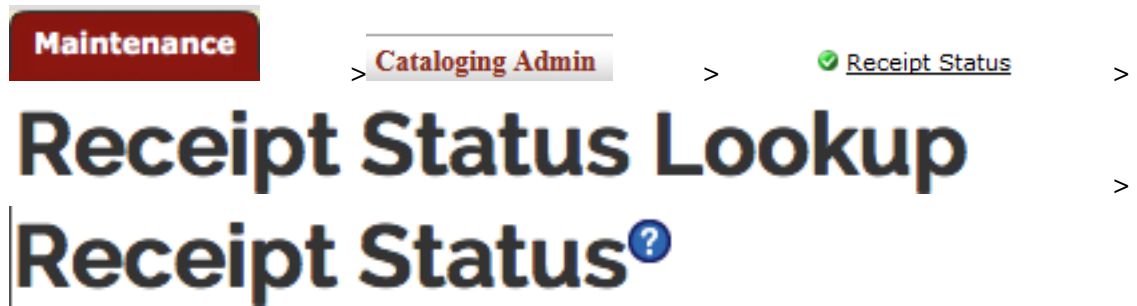 Maintenance > Cataloging Admin > Receipt Status >
Receipt Status Lookup >
Receipt Status?